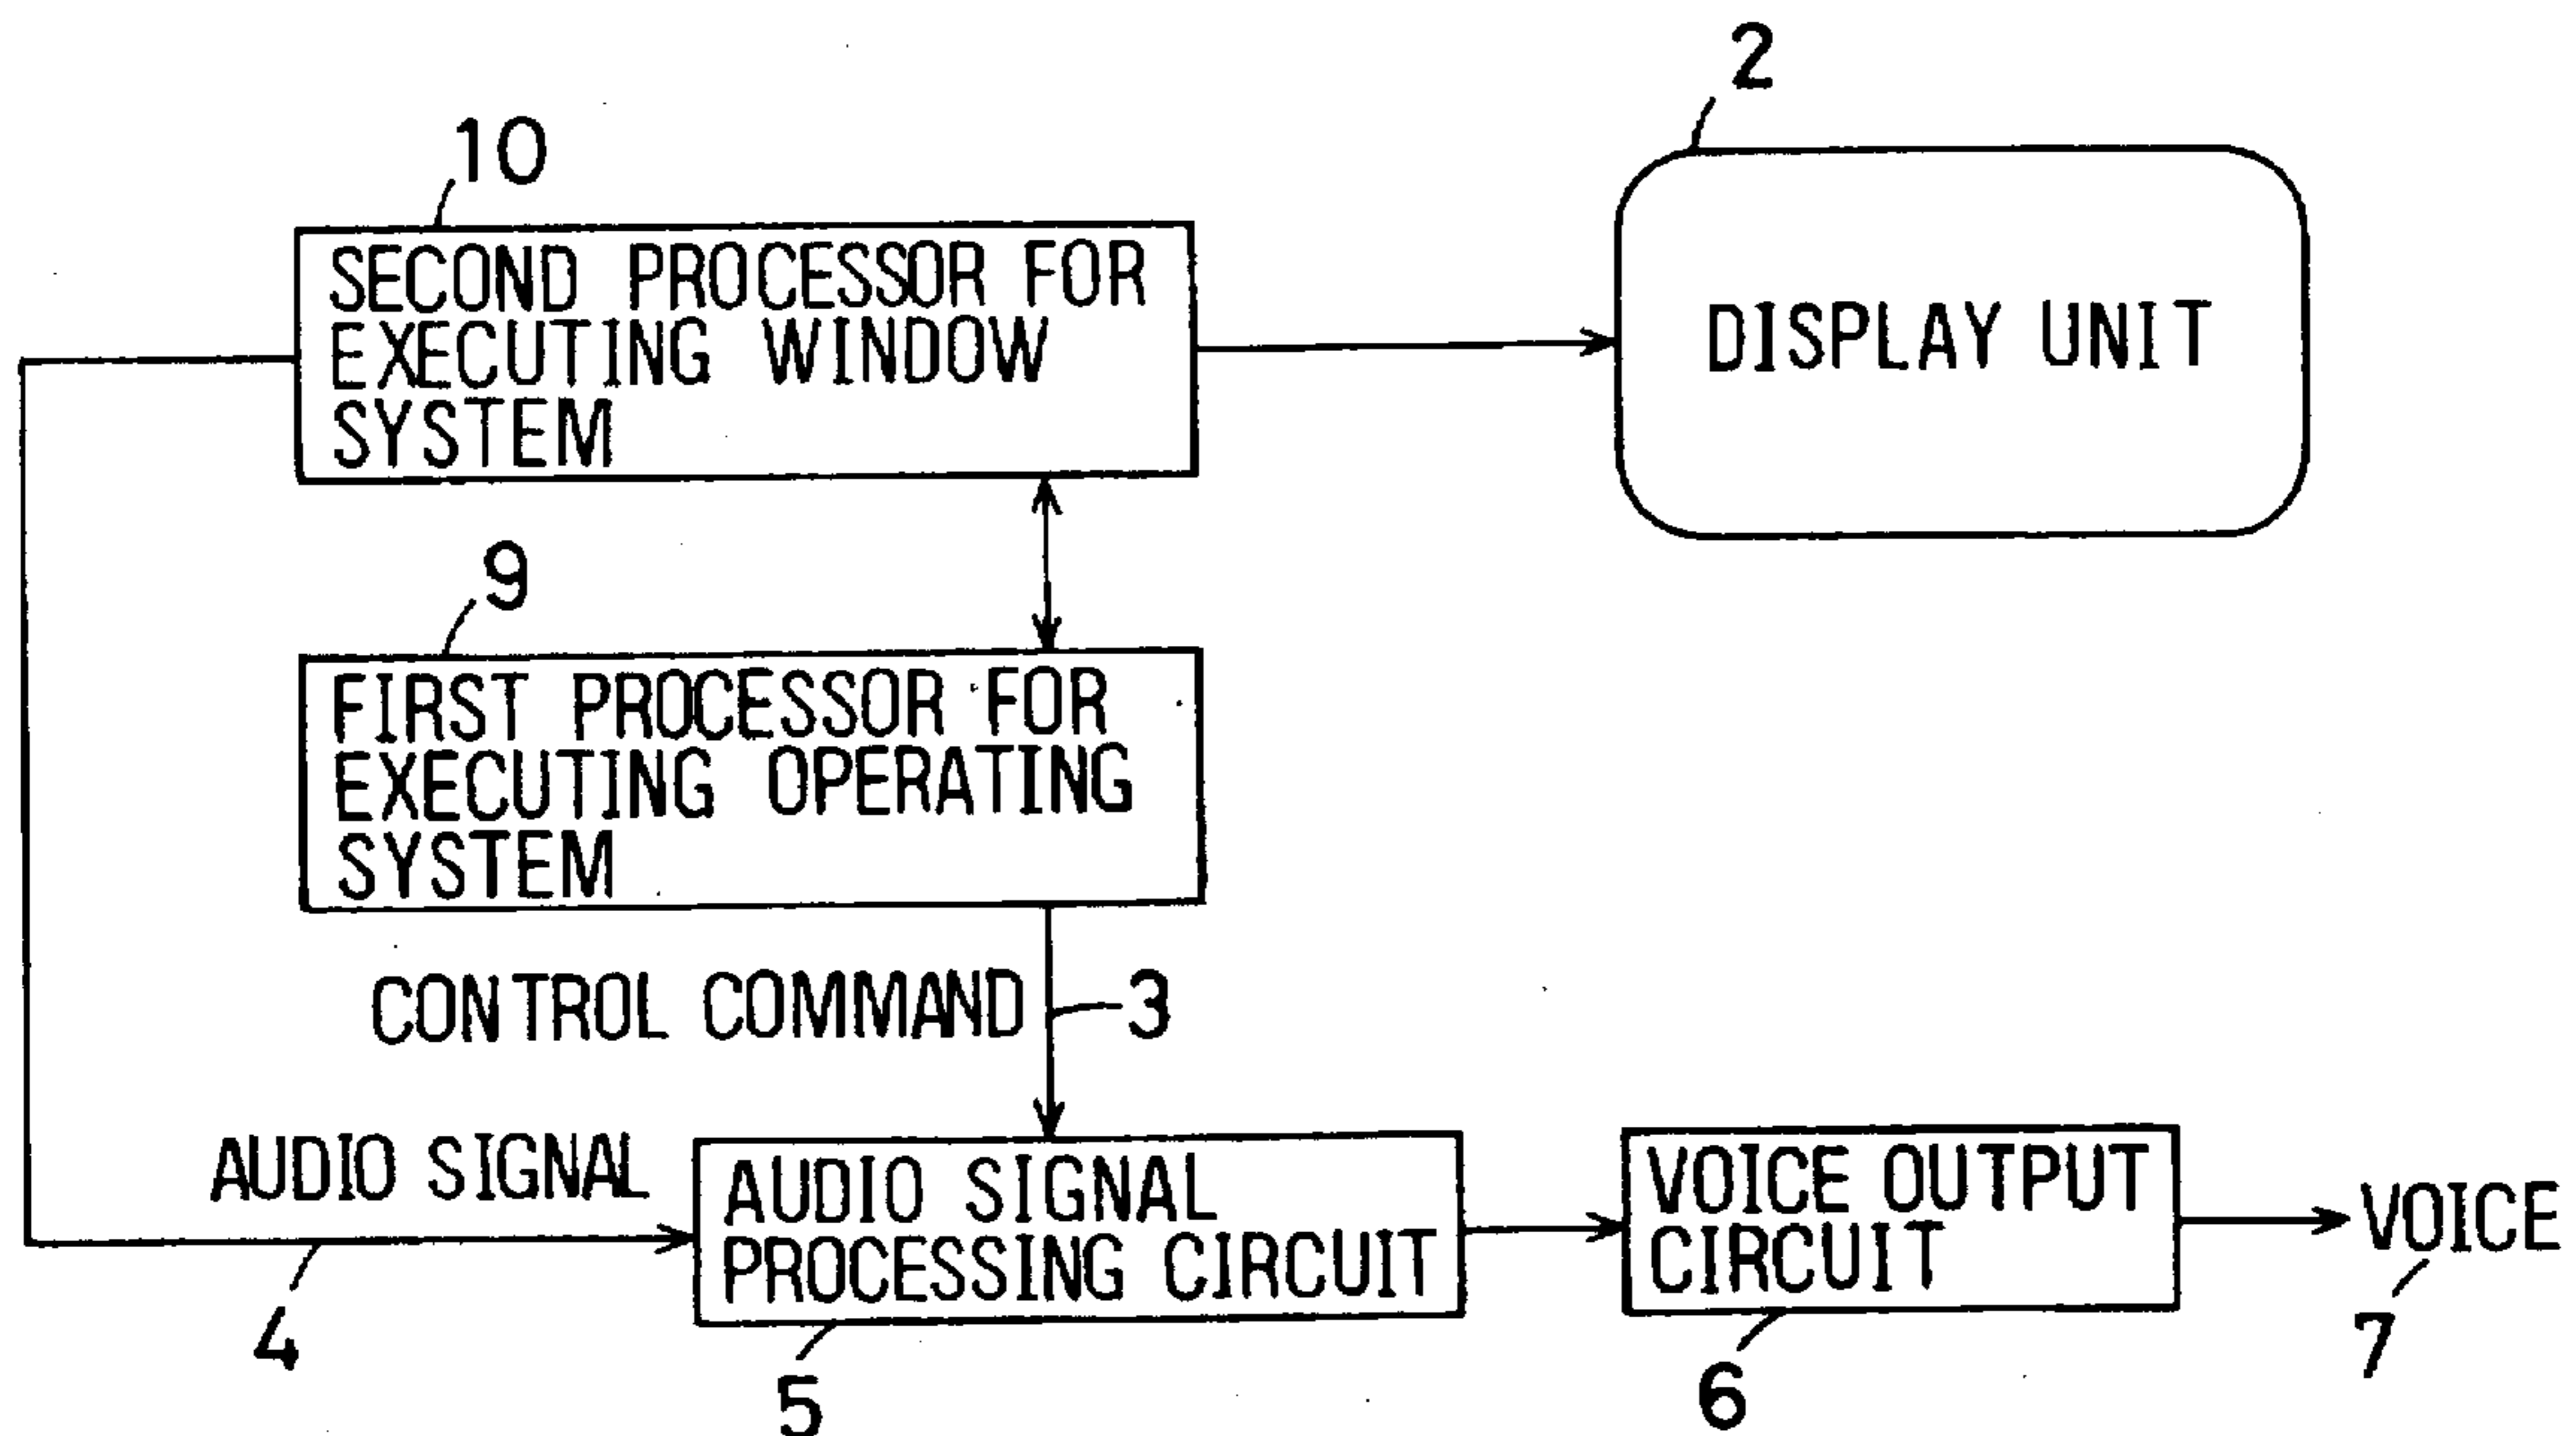 2
10
SECOND PROCESSOR FOR
EXECUTING WINDOW
SYSTEM
DISPLAY UNIT
9
FIRST PROCESSOR FOR
EXECUTING OPERATING
SYSTEM
CONTROL COMMAND
3
AUDIO SIGNAL
4
AUDIO SIGNAL
PROCESSING CIRCUIT
5
VOICE OUTPUT
CIRCUIT
6
VOICE
7